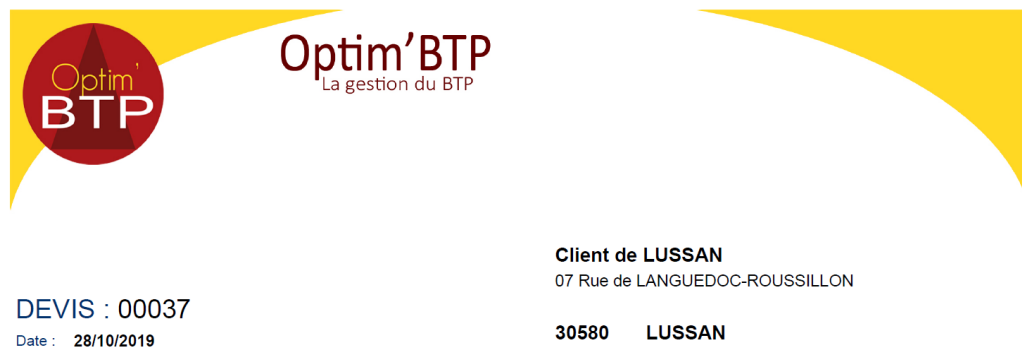 Optim'
BTP
Optim'BTP
La gestion du BTP
Client de LUSSAN
07 Rue de LANGUEDOC-ROUSSILLON
DEVIS : 00037
30580 LUSSAN
Date : 28/10/2019